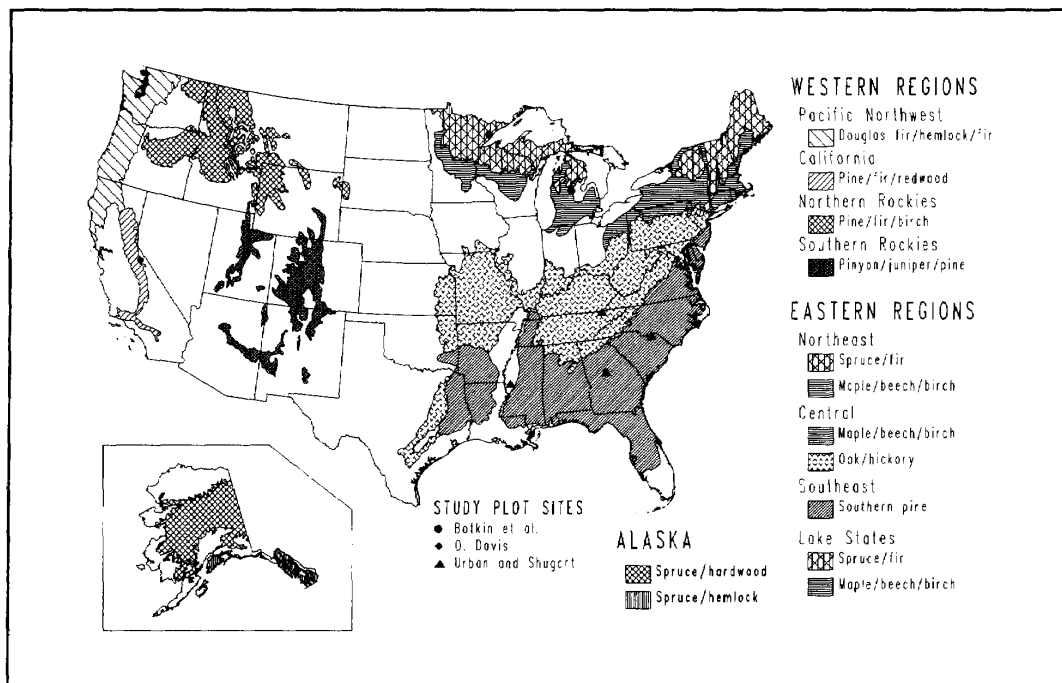 WESTERN REGIONS
Pacific Northwest
Douglas fir/hemlock/fir
California
Pine/fir/redwood
Northern Rockies
Pine/fir/birch
Southern Rockies
Pinyon/juniper/pine
EASTERN REGIONS
Northeast
Spruce/fir
Maple/beech/birch
Central
Maple/beech/birch
Oak/hickory
Southeast
Southern pine
Lake States
Spruce/fir
Maple/beech/birch
STUDY PLOT SITES
Botkin et al.
O. Davis
Urban and Shugart
ALASKA
Spruce/hardwood
Spruce/hemlock